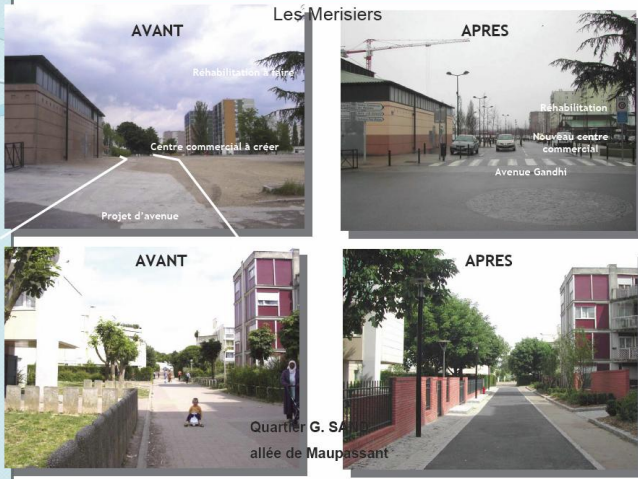 Les Merisiers
AVANT
APRES
Réhabilitation à faire
Centre commercial à créer
Projet d'avenue
Réhabilitation
Nouveau centre
commercial
Avenue Gandhi
AVANT
APRES
Quartier G. SAND
allée de Maupassant